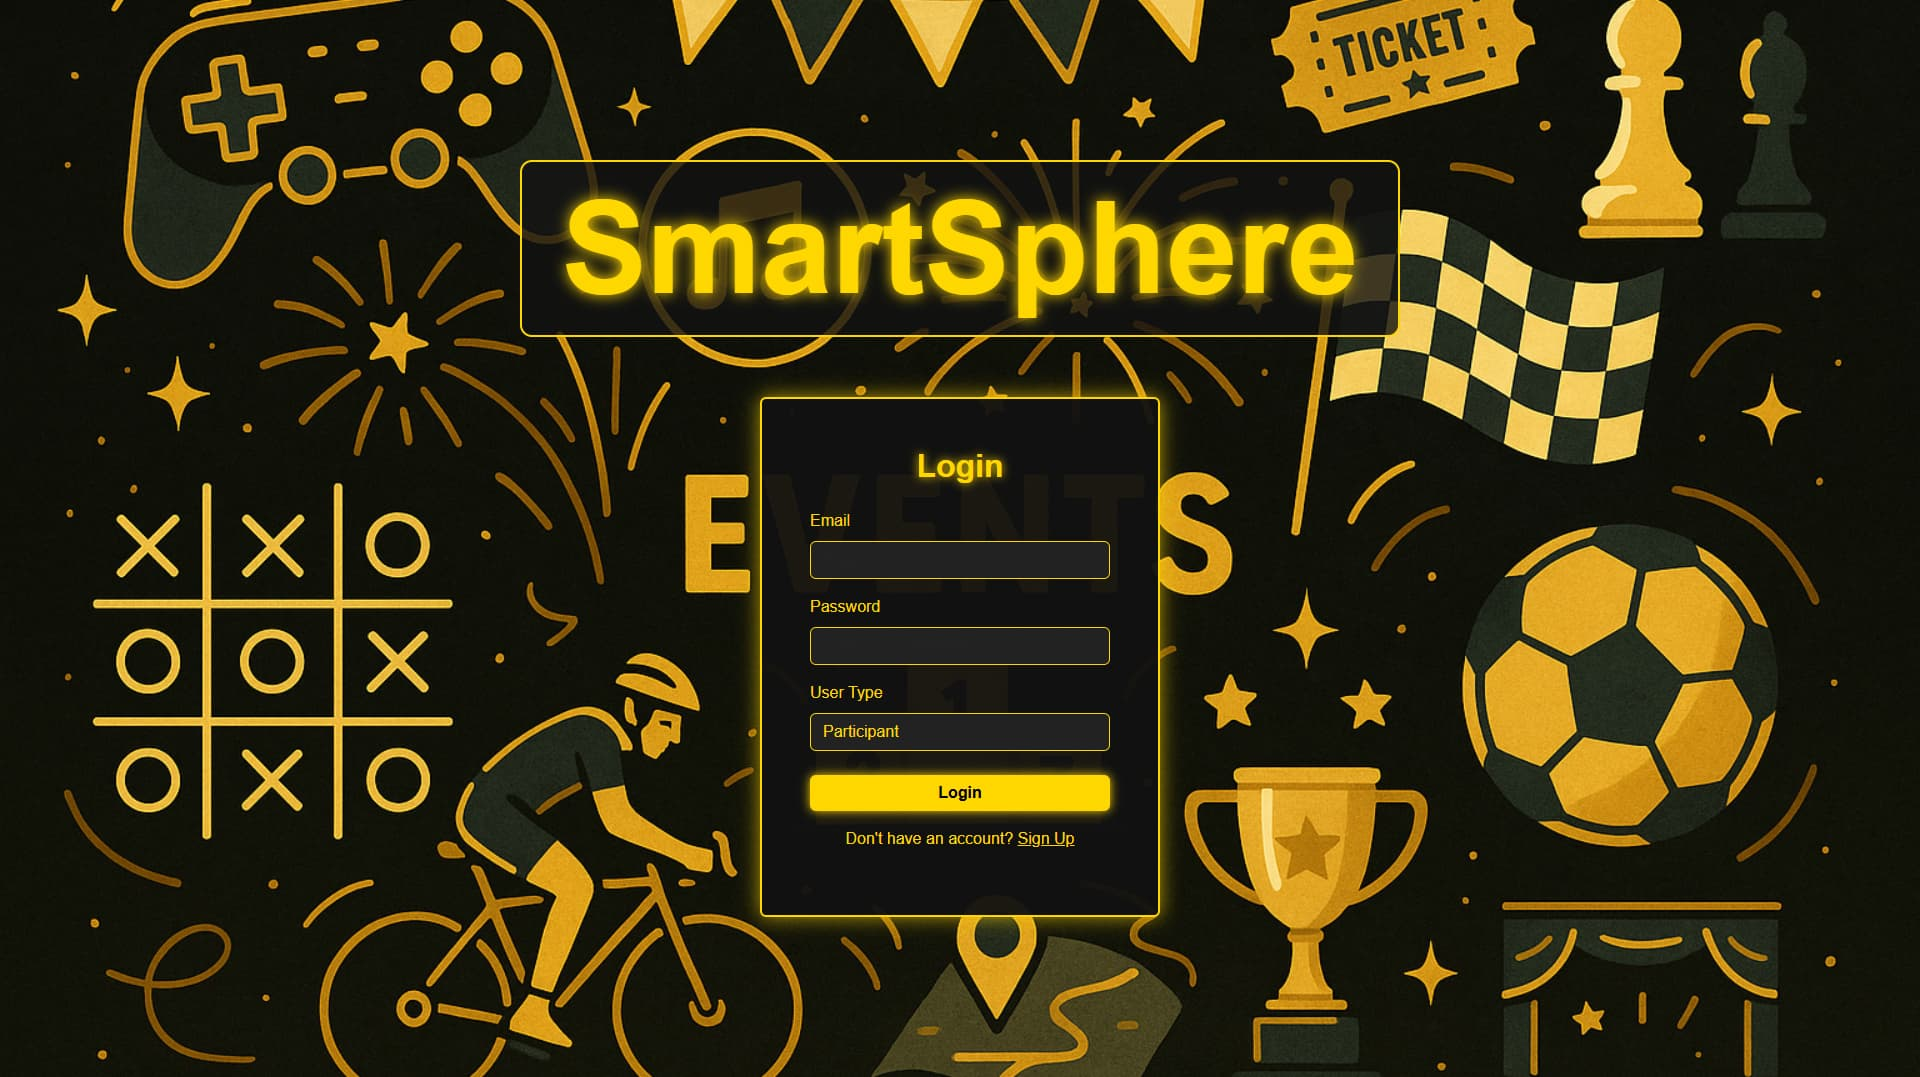 TICKET
SmartSphere
EVENTS
Login
Email
Password
User Type
Participant
Login
Don't have an account? Sign Up